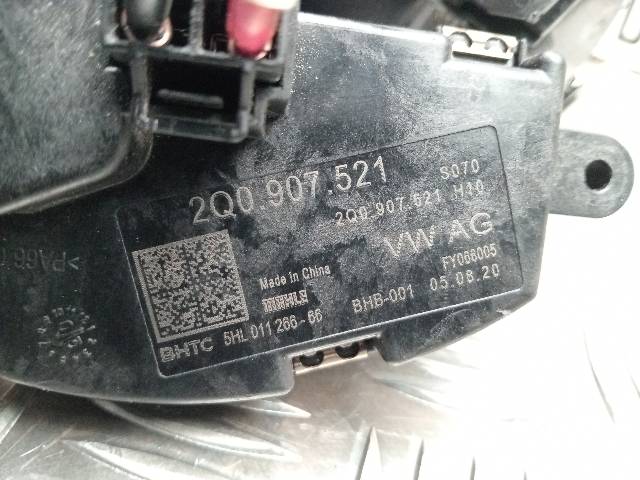 2Q0.907.521
S070
2Q0.907.521 H10
VW AG
Made in China
FY066005
MAHLE
BHB-001 05.08.20
BHTC 5HL 011 266-66
>PA66